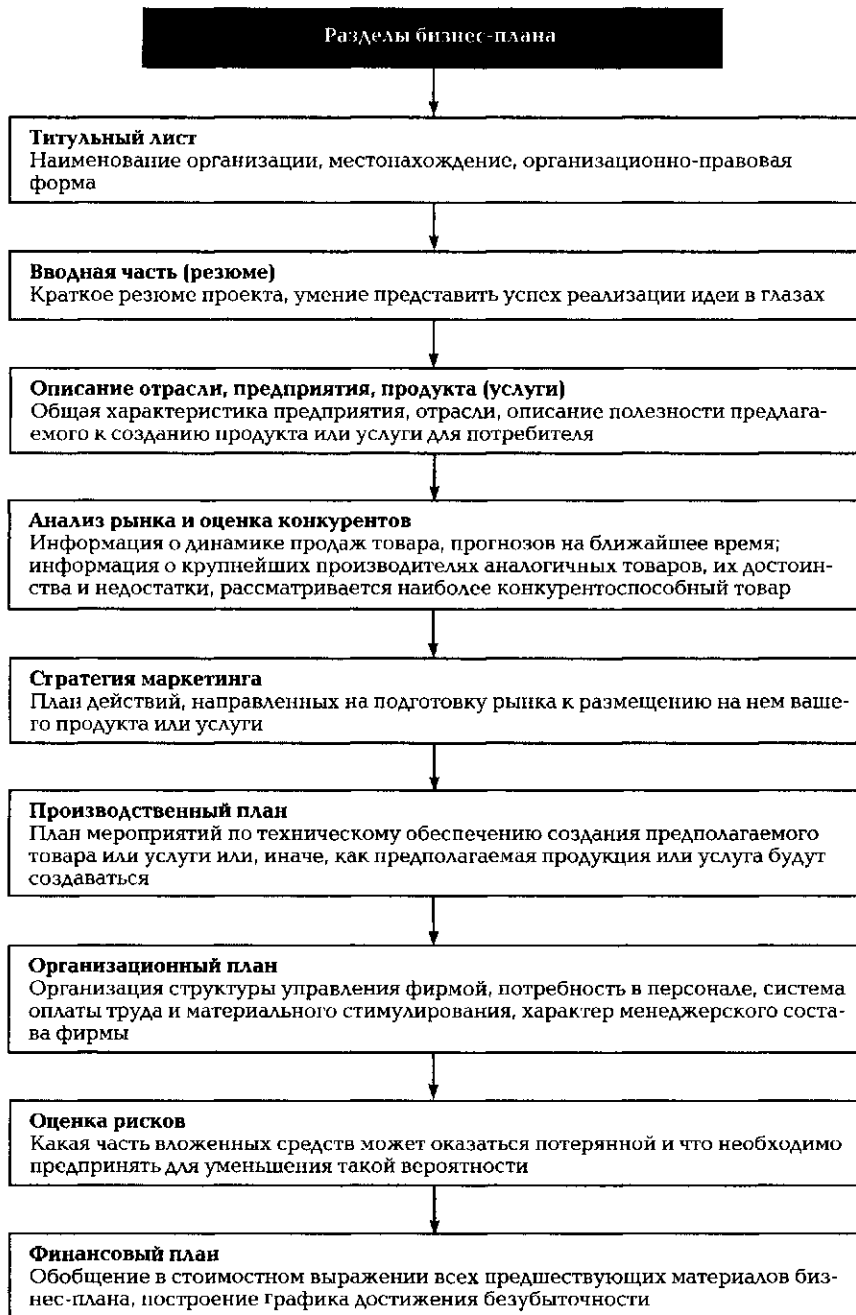 Разделы бизнес-плана
Титульный лист
Наименование организации, местонахождение, организационно-правовая
форма
Вводная часть (резюме)
Краткое резюме проекта, умение представить успех реализации идеи в глазах
Описание отрасли, предприятия, продукта (услуги)
Общая характеристика предприятия, отрасли, описание полезности предлага-
емого к созданию продукта или услуги для потребителя
Анализ рынка и оценка конкурентов
Информация о динамике продаж товара, прогнозов на ближайшее время;
информация о крупнейших производителях аналогичных товаров, их достоин-
ства и недостатки, рассматривается наиболее конкурентоспособный товар
Стратегия маркетинга
План действий, направленных на подготовку рынка к размещению на нем ваше-
го продукта или услуги
Производственный план
План мероприятий по техническому обеспечению создания предполагаемого
товара или услуги или, иначе, как предполагаемая продукция или услуга будут
создаваться
Организационный план
Организация структуры управления фирмой, потребность в персонале, система
оплаты труда и материального стимулирования, характер менеджерского соста-
ва фирмы
Оценка рисков
Какая часть вложенных средств может оказаться потерянной и что необходимо
предпринять для уменьшения такой вероятности
Финансовый план
Обобщение в стоимостном выражении всех предшествующих материалов биз-
нес-плана, построение графика достижения безубыточности